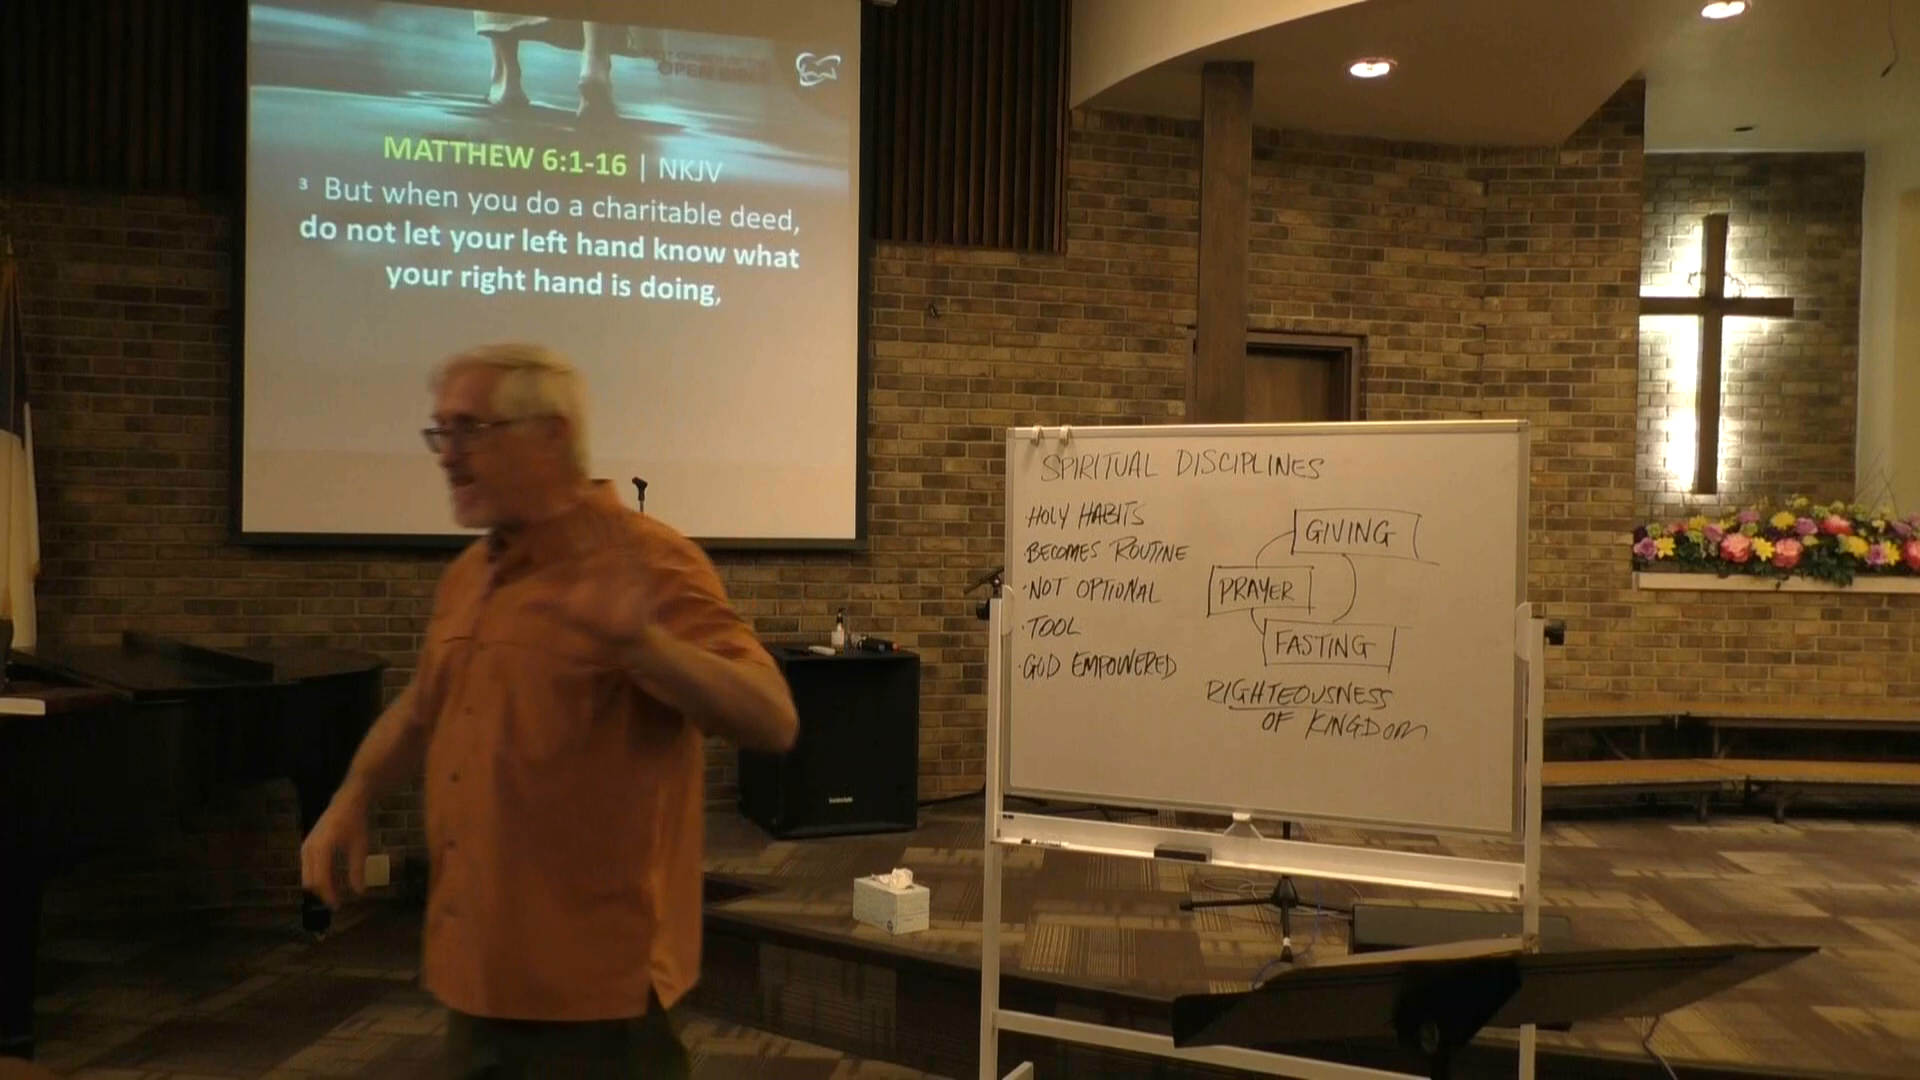 OPEN BIBLE
MATTHEW 6:1-16 | NKJV
3 But when you do a charitable deed,
do not let your left hand know what
your right hand is doing,
SPIRITUAL DISCIPLINES
HOLY HABITS
·BECOMES ROUTINE
·NOT OPTIONAL
·TOOL
·GOD EMPOWERED
GIVING
PRAYER
FASTING
RIGHTEOUSNESS
OF KINGDOM